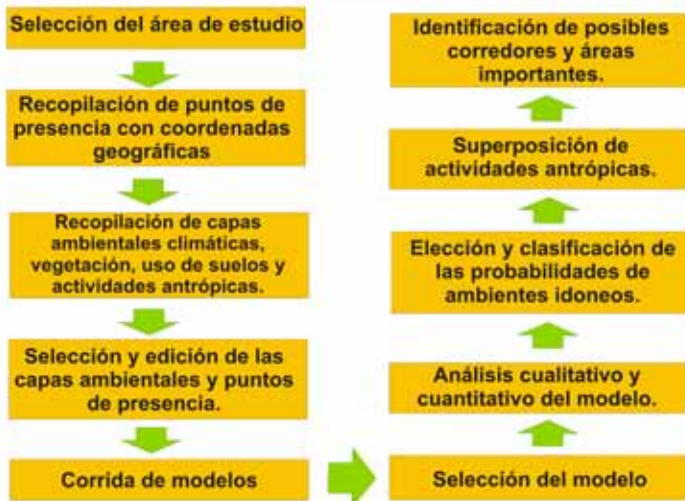 Selección del área de estudio
Recopilación de puntos de
presencia con coordenadas
geográficas
Recopilación de capas
ambientales climáticas,
vegetación, uso de suelos y
actividades antrópicas.
Selección y edición de las
capas ambientales y puntos
de presencia.
Corrida de modelos
Selección del modelo
Análisis cualitativo y
cuantitativo del modelo.
Elección y clasificación de
las probabilidades de
ambientes idoneos.
Superposición de
actividades antrópicas.
Identificación de posibles
corredores y áreas
importantes.